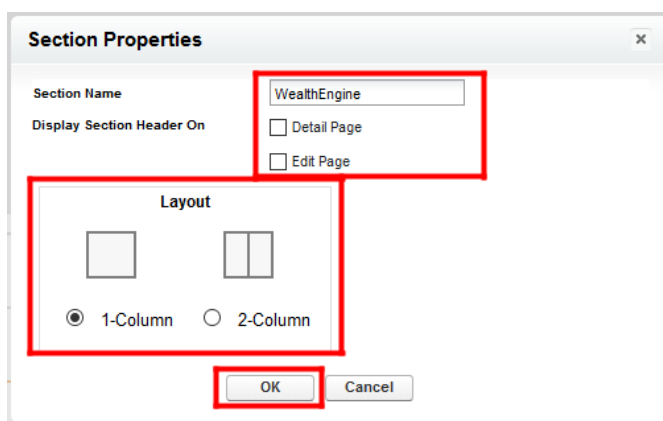 Section Properties
x
Section Name WealthEngine
Display Section Header On Detail Page
Edit Page
Layout
1-Column 2-Column
OK Cancel